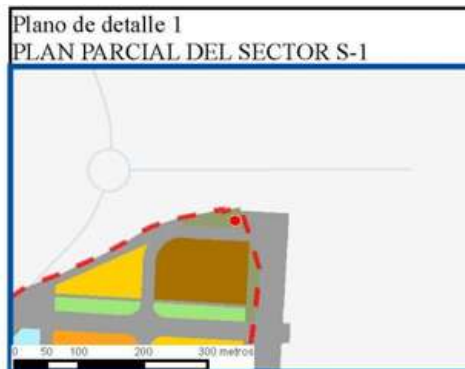 Plano de detalle 1
PLAN PARCIAL DEL SECTOR S-1
0 50 100 200 300 metros